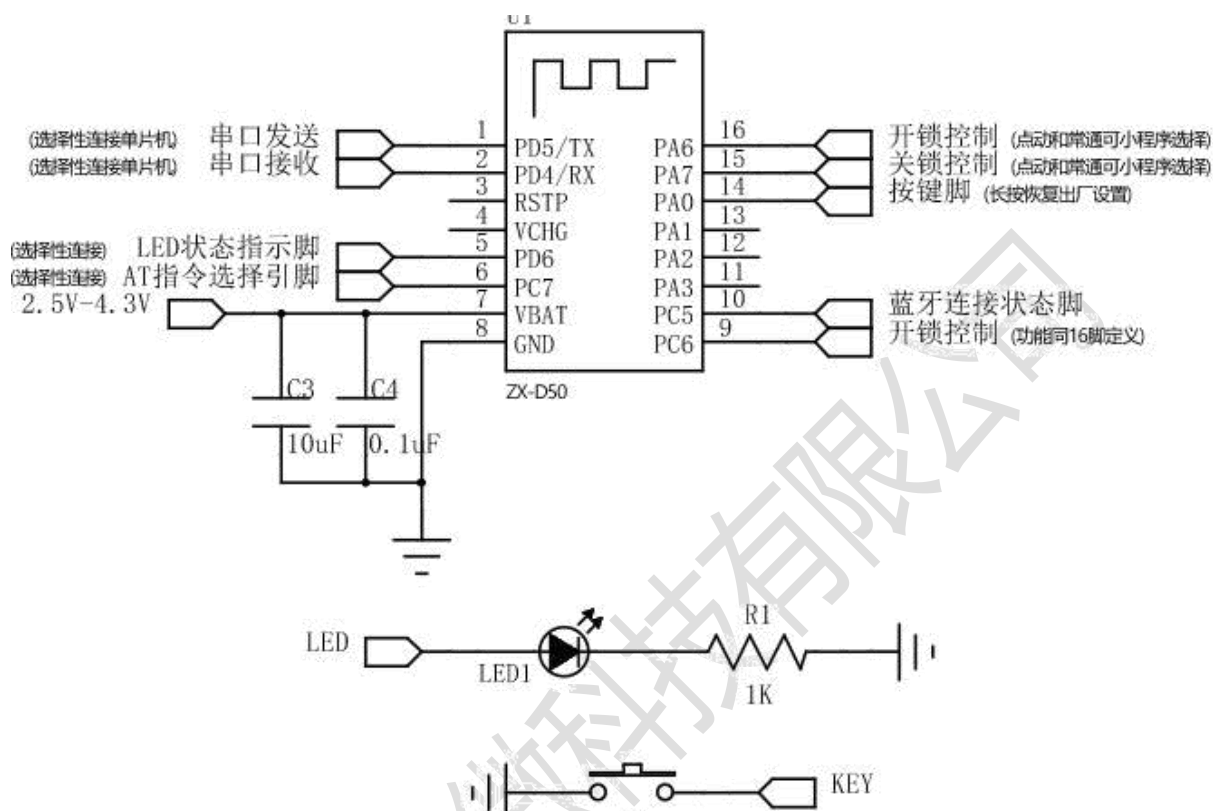 U1
(选择性连接单片机) 串口发送 1 PD5/TX PA6 16 开锁控制 (点动和常通可小程序选择)
(选择性连接单片机) 串口接收 2 PD4/RX PA7 15 关锁控制 (点动和常通可小程序选择)
3 RSTP PA0 14 按键脚 (长按恢复出厂设置)
4 VCHG PA1 13
(选择性连接) LED状态指示脚 5 PD6 PA2 12
(选择性连接) AT指令选择引脚 6 PC7 PA3 11
2.5V-4.3V 7 VBAT PC5 10 蓝牙连接状态脚
8 GND PC6 9 开锁控制 (功能同16脚定义)
ZX-D50
C3 C4
10uF 0.1uF
LED LED1 R1
1K
KEY
科技有限公司